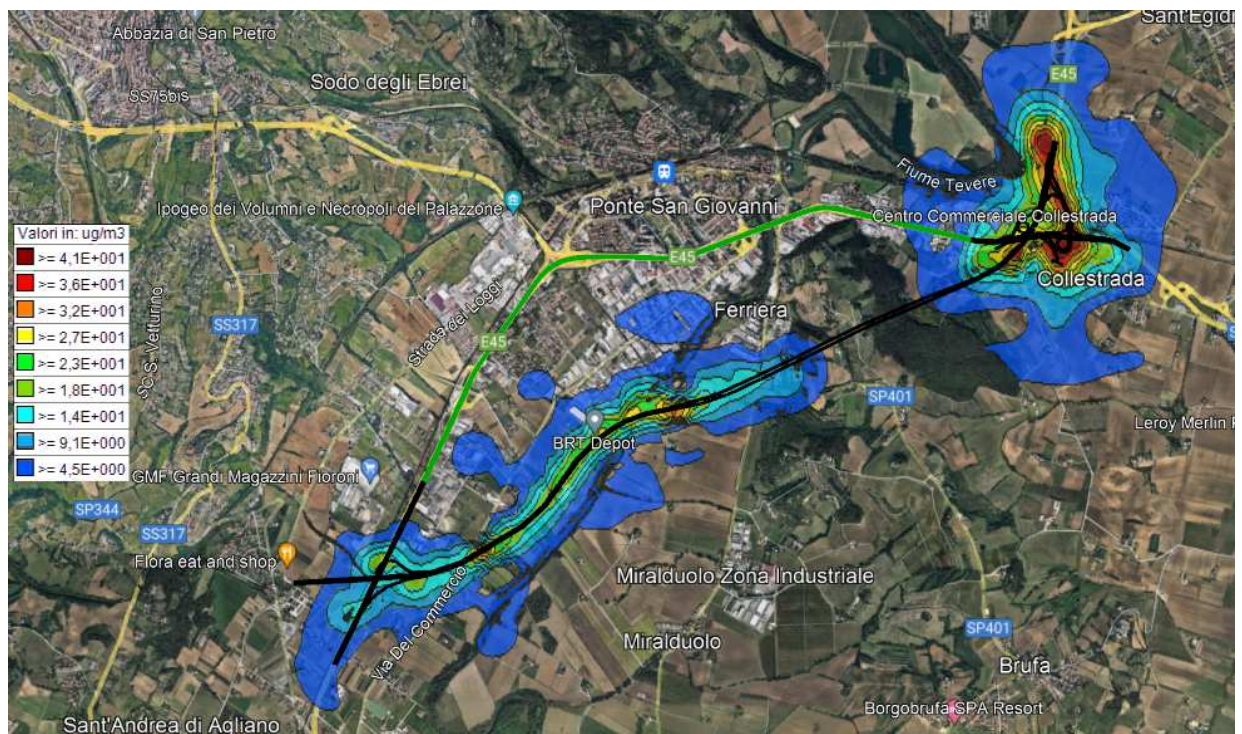 Sant'Egidi
Abbazia di San Pietro
E45
Sodo degli Ebrei
SS75bis
Fiume Tevere
Ipogeo dei Volumni e Necropoli del Palazzone
Ponte San Giovanni
Centro Commerciale Collestrada
Valori in: ug/m3
>= 4,1E+001
>= 3,6E+001
>= 3,2E+001
>= 2,7E+001
>= 2,3E+001
>= 1,8E+001
>= 1,4E+001
>= 9,1E+000
>= 4,5E+000
E45
Collestrada
Strada dei Loggi
Ferriera
SS317
E45
SC S. Vetturino
SP401
Leroy Merlin P
BRT Depot
GMF Grandi Magazzini Fioroni
SP344
SS317
Flora eat and shop
Via Del Commercio
Miralduolo Zona Industriale
Miralduolo
SP401
Brufa
Borgobrufa SPA Resort
Sant'Andrea di Agliano